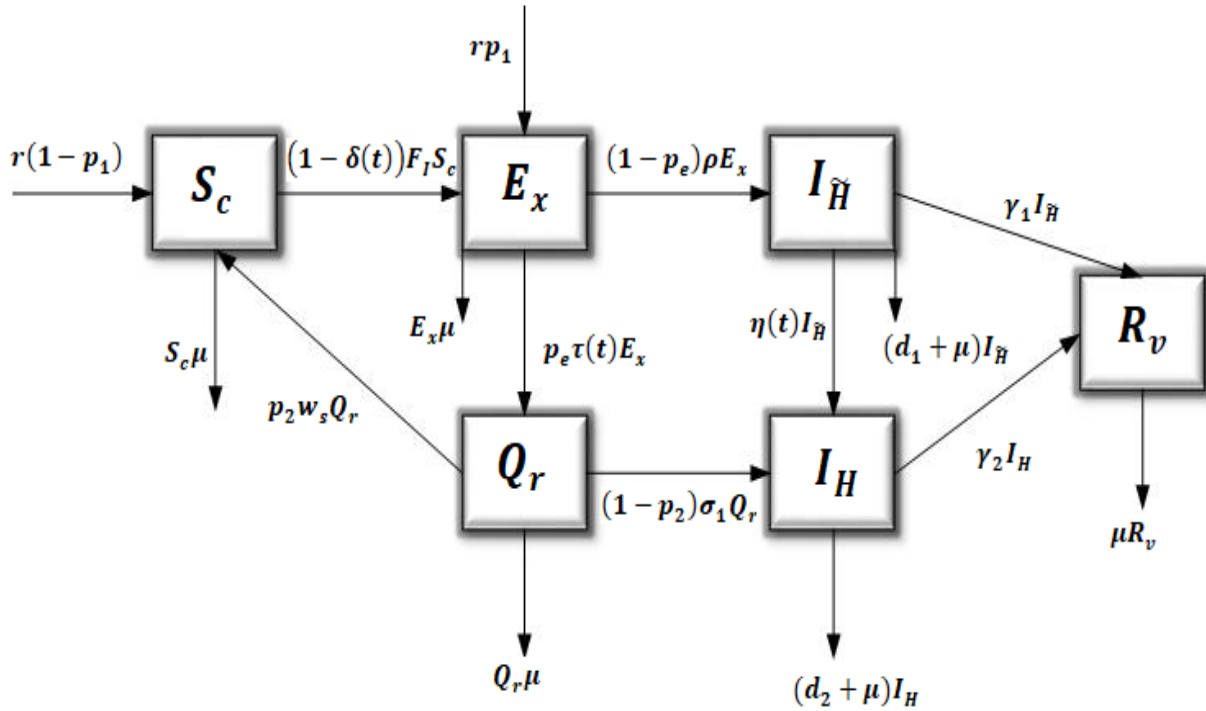 rp₁
r(1-p₁)
(1-δ(t))F_I S_c
(1-p_e)ρE_x
S_c
E_x
I_H̃
γ₁I_H̃
R_v
S_cμ
E_xμ
p_eτ(t)E_x
η(t)I_H̃
(d₁+μ)I_H̃
p₂w_sQ_r
Q_r
I_H
γ₂I_H
(1-p₂)σ₁Q_r
μR_v
Q_rμ
(d₂+μ)I_H